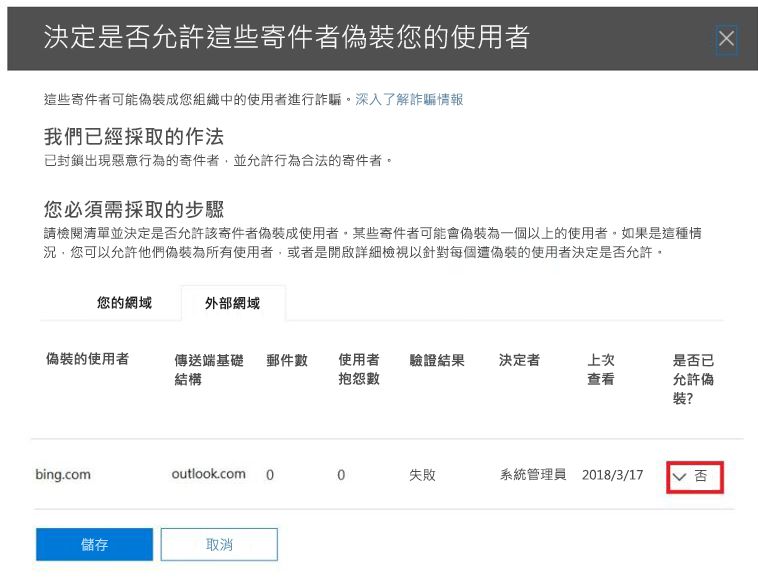 決定是否允許這些寄件者偽裝您的使用者
這些寄件者可能偽裝成您組織中的使用者進行詐騙。深入了解詐騙情報
我們已經採取的作法
已封鎖出現惡意行為的寄件者，並允許行為合法的寄件者。
您必須需採取的步驟
請檢閱清單並決定是否允許該寄件者偽裝成使用者。某些寄件者可能會偽裝為一個以上的使用者。如果是這種情
況，您可以允許他們偽裝為所有使用者，或者是開啟詳細檢視以針對每個遭偽裝的使用者決定是否允許。
您的網域 外部網域
偽裝的使用者 傳送端基礎 郵件數 使用者 驗證結果 決定者 上次 是否已
結構 抱怨數 查看 允許偽
裝?
bing.com outlook.com 0 0 失敗 系統管理員 2018/3/17 否
儲存 取消